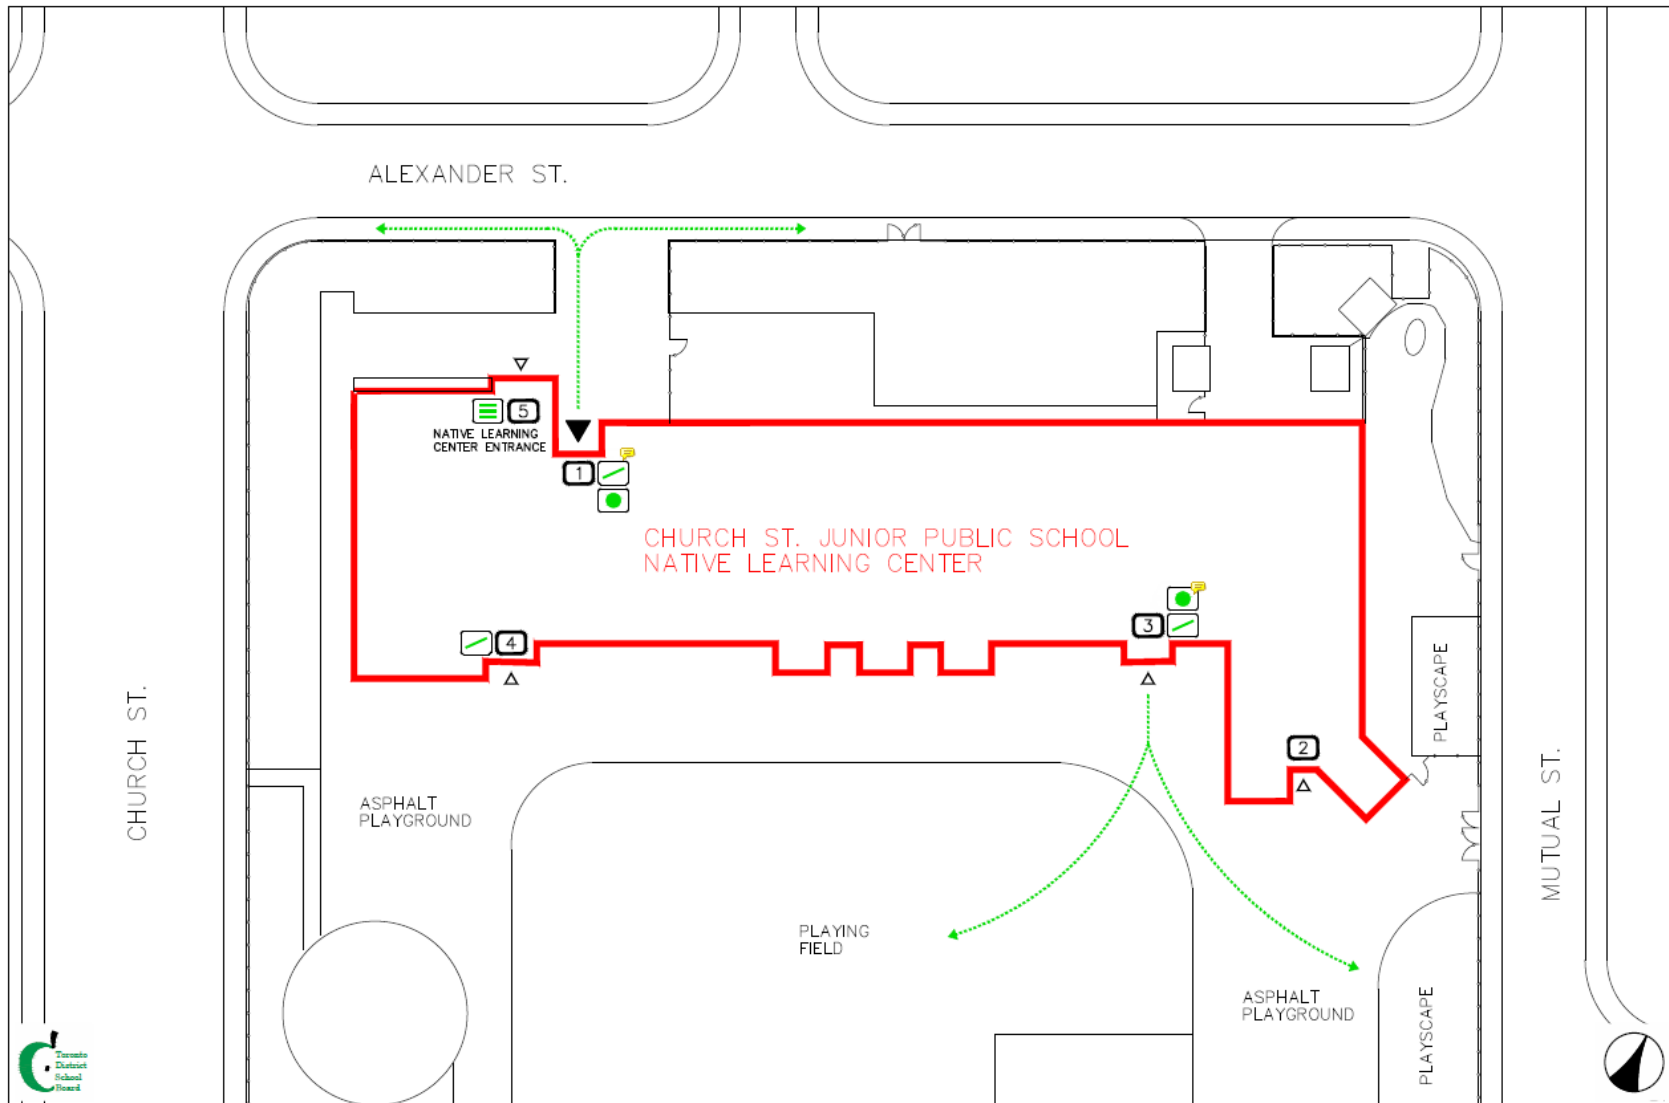 ALEXANDER ST.
5
NATIVE LEARNING
CENTER ENTRANCE
1
CHURCH ST. JUNIOR PUBLIC SCHOOL
NATIVE LEARNING CENTER
3
4
PLAYSCAPE
CHURCH ST.
2
MUTUAL ST.
ASPHALT
PLAYGROUND
PLAYING
FIELD
ASPHALT
PLAYGROUND
PLAYSCAPE
Toronto
District
School
Board